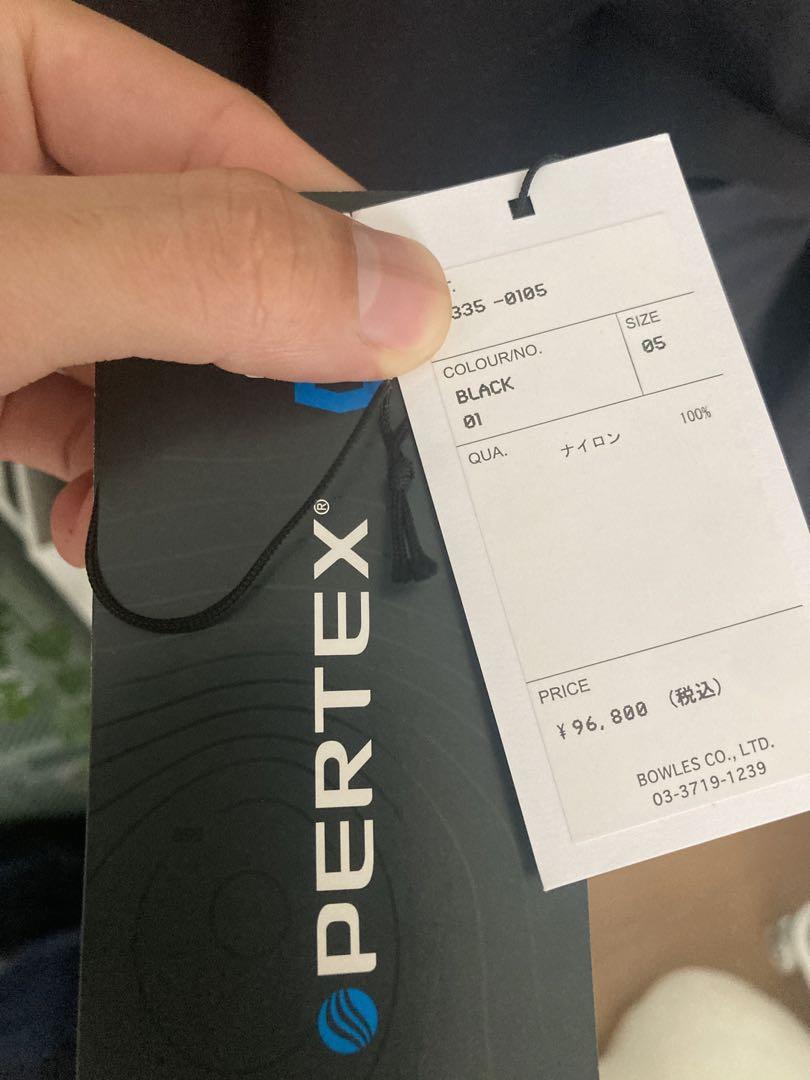 335 -0105
COLOUR/NO.
BLACK
01
SIZE
05
QUA.
ナイロン 100%
PRICE
¥96,800 (税込)
BOWLES CO., LTD.
03-3719-1239
PERTEX®